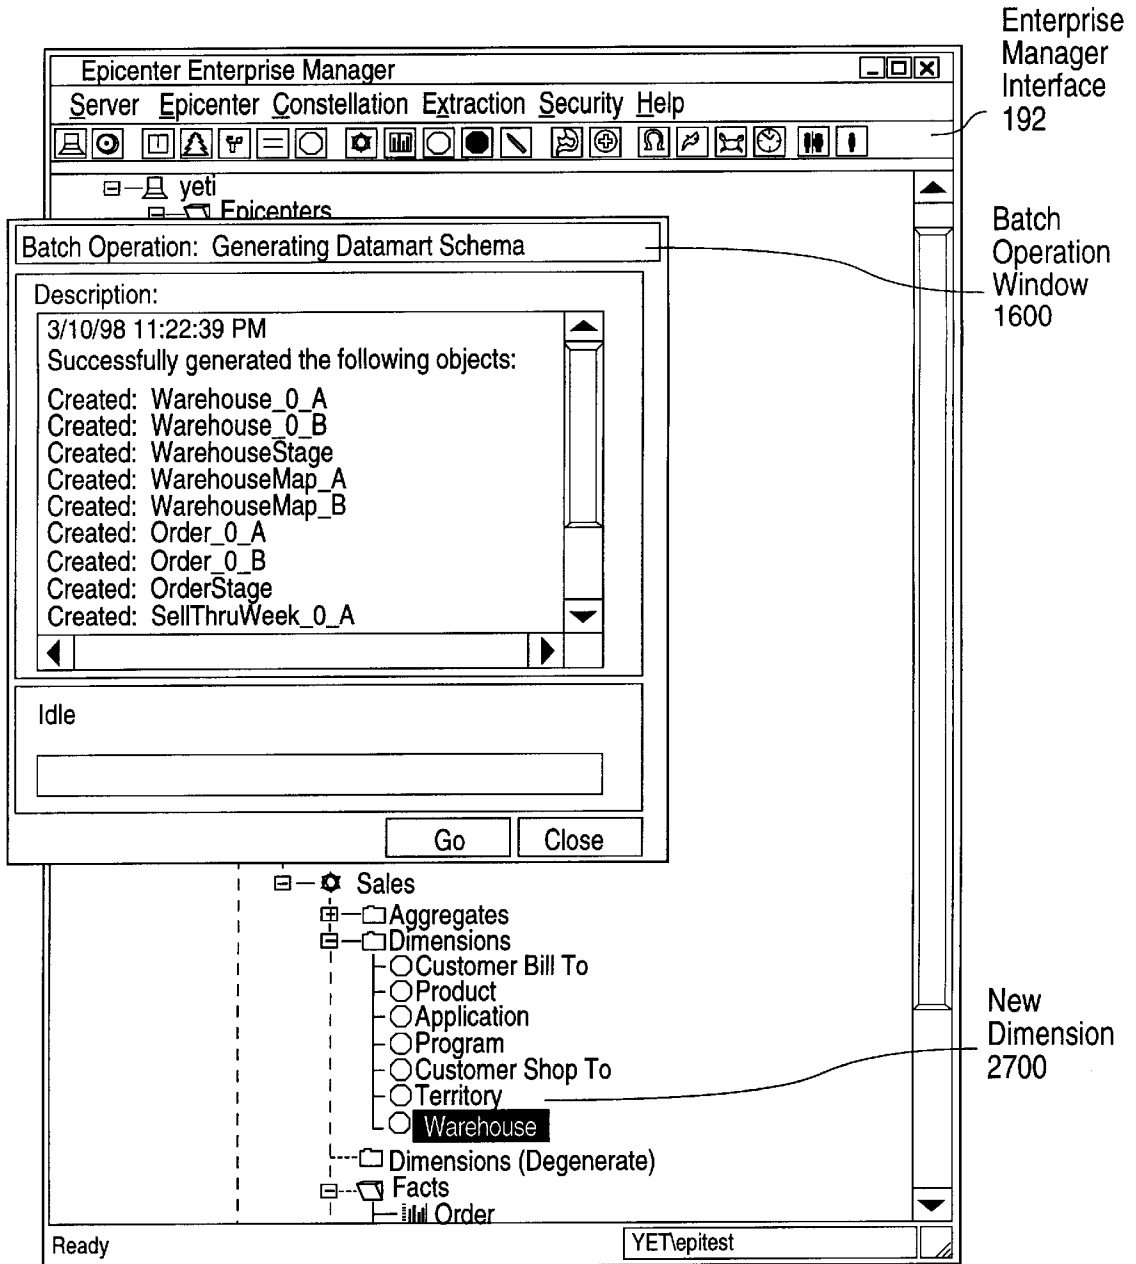 Enterprise
Manager
Interface
192
Epicenter Enterprise Manager
Server Epicenter Constellation Extraction Security Help
yeti
Epicenters
Batch
Operation
Window
1600
Batch Operation: Generating Datamart Schema
Description:
3/10/98 11:22:39 PM
Successfully generated the following objects:
Created: Warehouse_0_A
Created: Warehouse_0_B
Created: WarehouseStage
Created: WarehouseMap_A
Created: WarehouseMap_B
Created: Order_0_A
Created: Order_0_B
Created: OrderStage
Created: SellThruWeek_0_A
Idle
Go Close
Sales
Aggregates
Dimensions
Customer Bill To
Product
Application
Program
Customer Shop To
Territory
Warehouse
New
Dimension
2700
Dimensions (Degenerate)
Facts
Order
Ready
YET\epitest